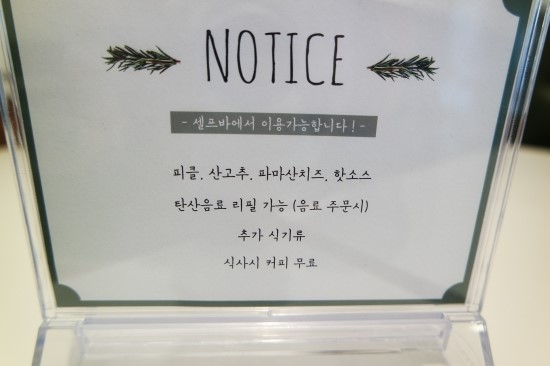 NOTICE
- 셀프바에서 이용가능합니다! -
피클, 산고추, 파마산치즈, 핫소스
탄산음료 리필 가능 (음료 주문시)
추가 식기류
식사시 커피 무료